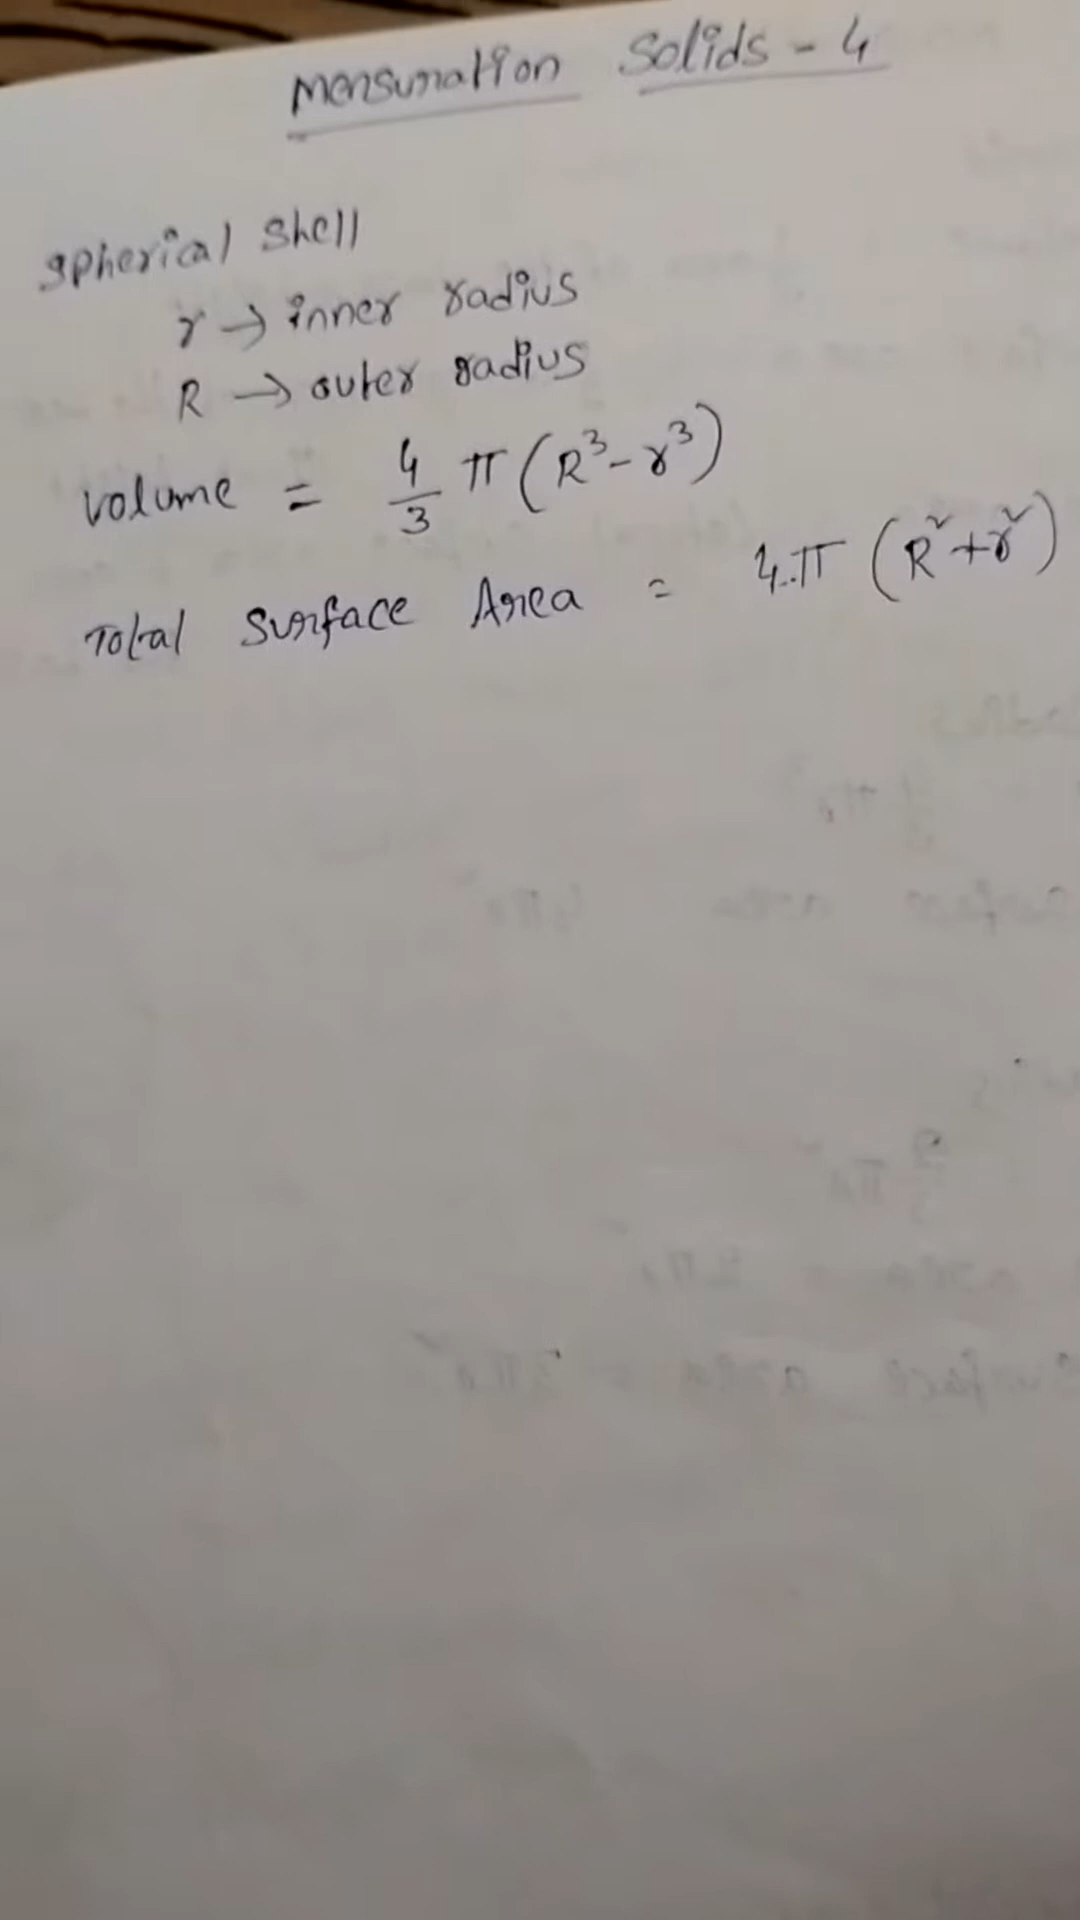 Mensuration Solids - 4
Spherical Shell
r → inner radius
R → outer radius
Volume = 4/3 π (R³ - r³)
Total Surface Area = 4.π (R² + r²)